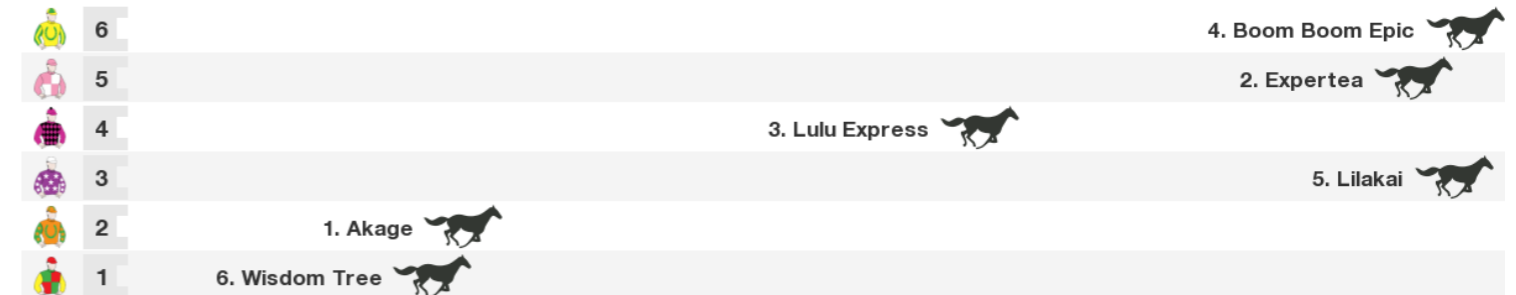 6 4. Boom Boom Epic
5 2. Expertea
4 3. Lulu Express
3 5. Lilakai
2 1. Akage
1 6. Wisdom Tree